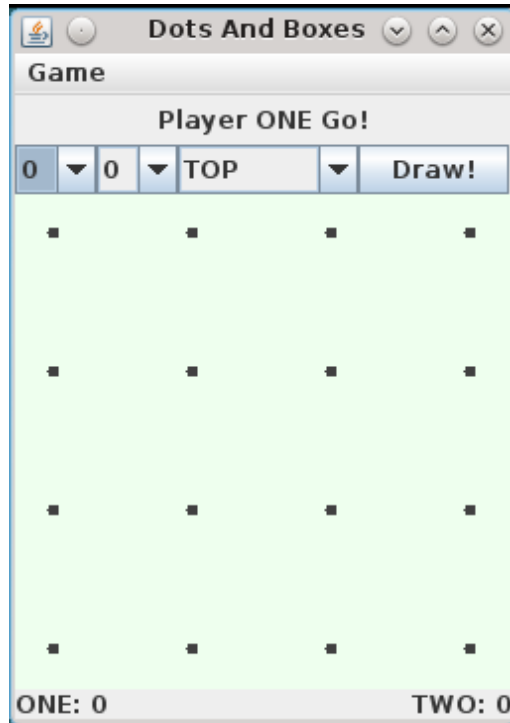 Dots And Boxes
Game
Player ONE Go!
0 0 TOP Draw!
ONE: 0 TWO: 0